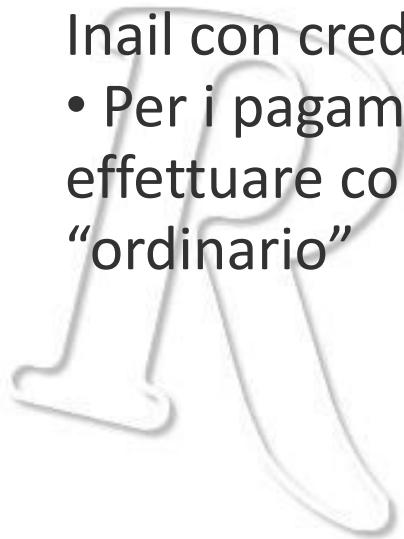 Inail con cred
• Per i pagam
effettuare co
“ordinario”